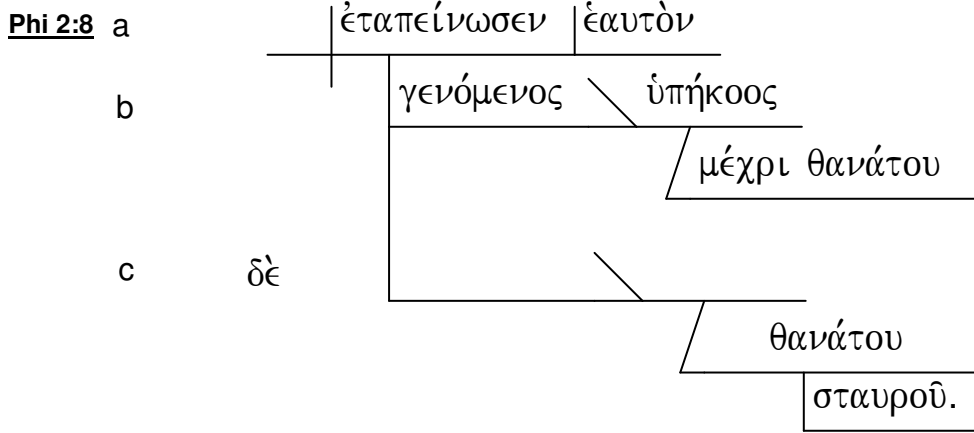 Phi 2:8 a ἐταπείνωσεν ἑαυτὸν
b γενόμενος ὑπήκοος
μέχρι θανάτου
c δὲ
θανάτου
σταυροῦ.